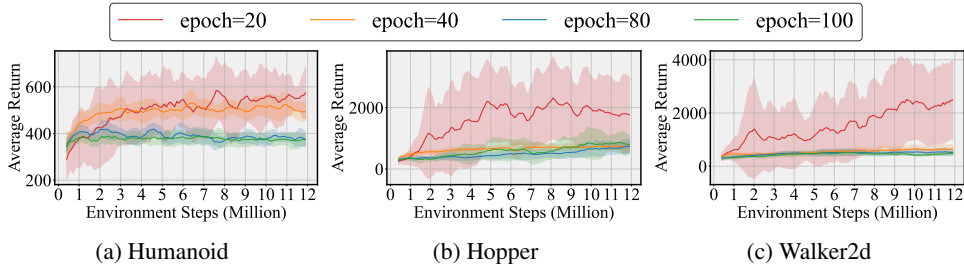 epoch=20 epoch=40 epoch=80 epoch=100
Average Return
600
400
200
0 1 2 3 4 5 6 7 8 9 10 11 12
Environment Steps (Million)
(a) Humanoid
Average Return
2000
0
0 1 2 3 4 5 6 7 8 9 10 11 12
Environment Steps (Million)
(b) Hopper
Average Return
4000
2000
0
0 1 2 3 4 5 6 7 8 9 10 11 12
Environment Steps (Million)
(c) Walker2d